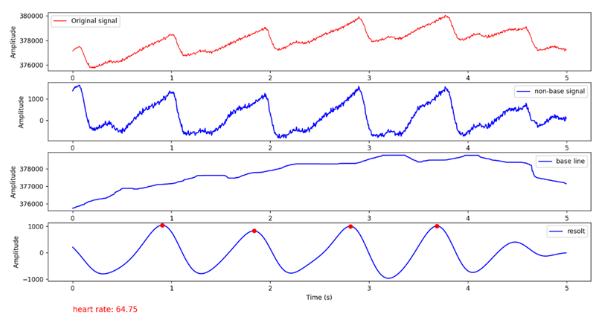 Original signal
Amplitude
380000
378000
376000
0 1 2 3 4 5
non-base signal
Amplitude
1000
0
0 1 2 3 4 5
base line
Amplitude
378000
377000
376000
0 1 2 3 4 5
resolt
Amplitude
1000
0
−1000
0 1 2 3 4 5
Time (s)
heart rate: 64.75